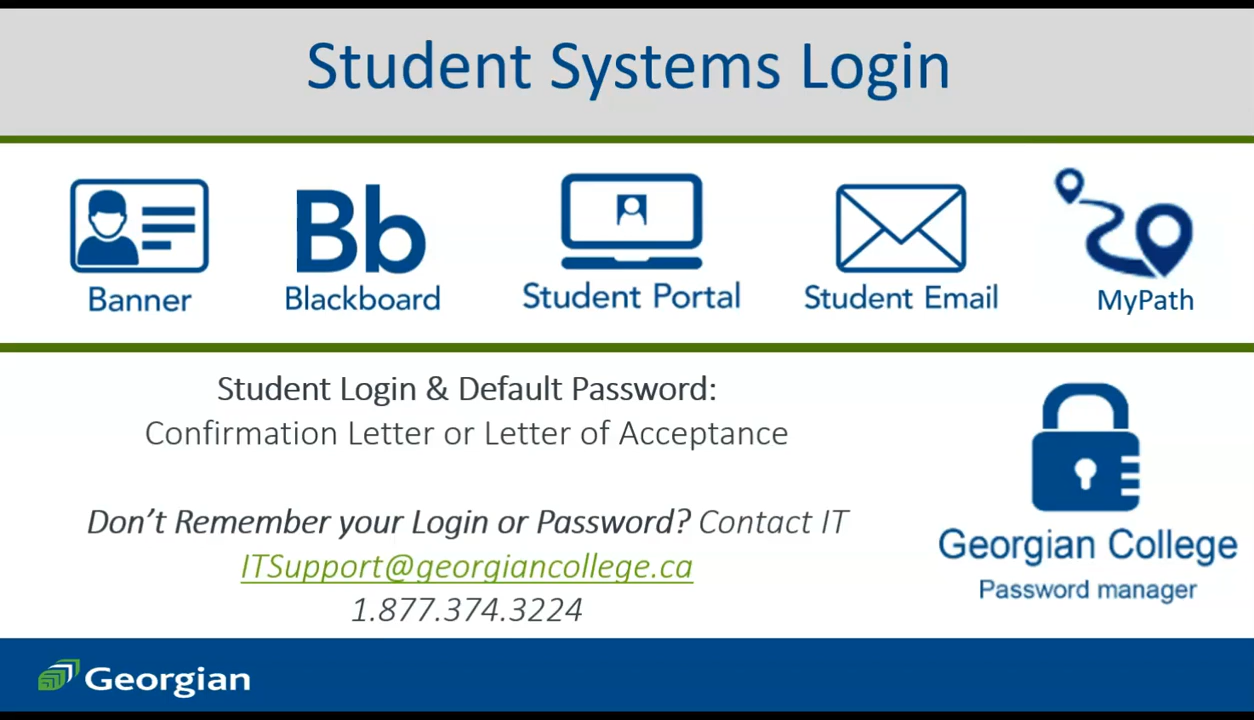 Student Systems Login
Bb
Banner
Blackboard
Student Portal
Student Email
MyPath
Student Login & Default Password:
Confirmation Letter or Letter of Acceptance
Don't Remember your Login or Password? Contact IT
ITSupport@georgiancollege.ca
1.877.374.3224
Georgian College
Password manager
Georgian